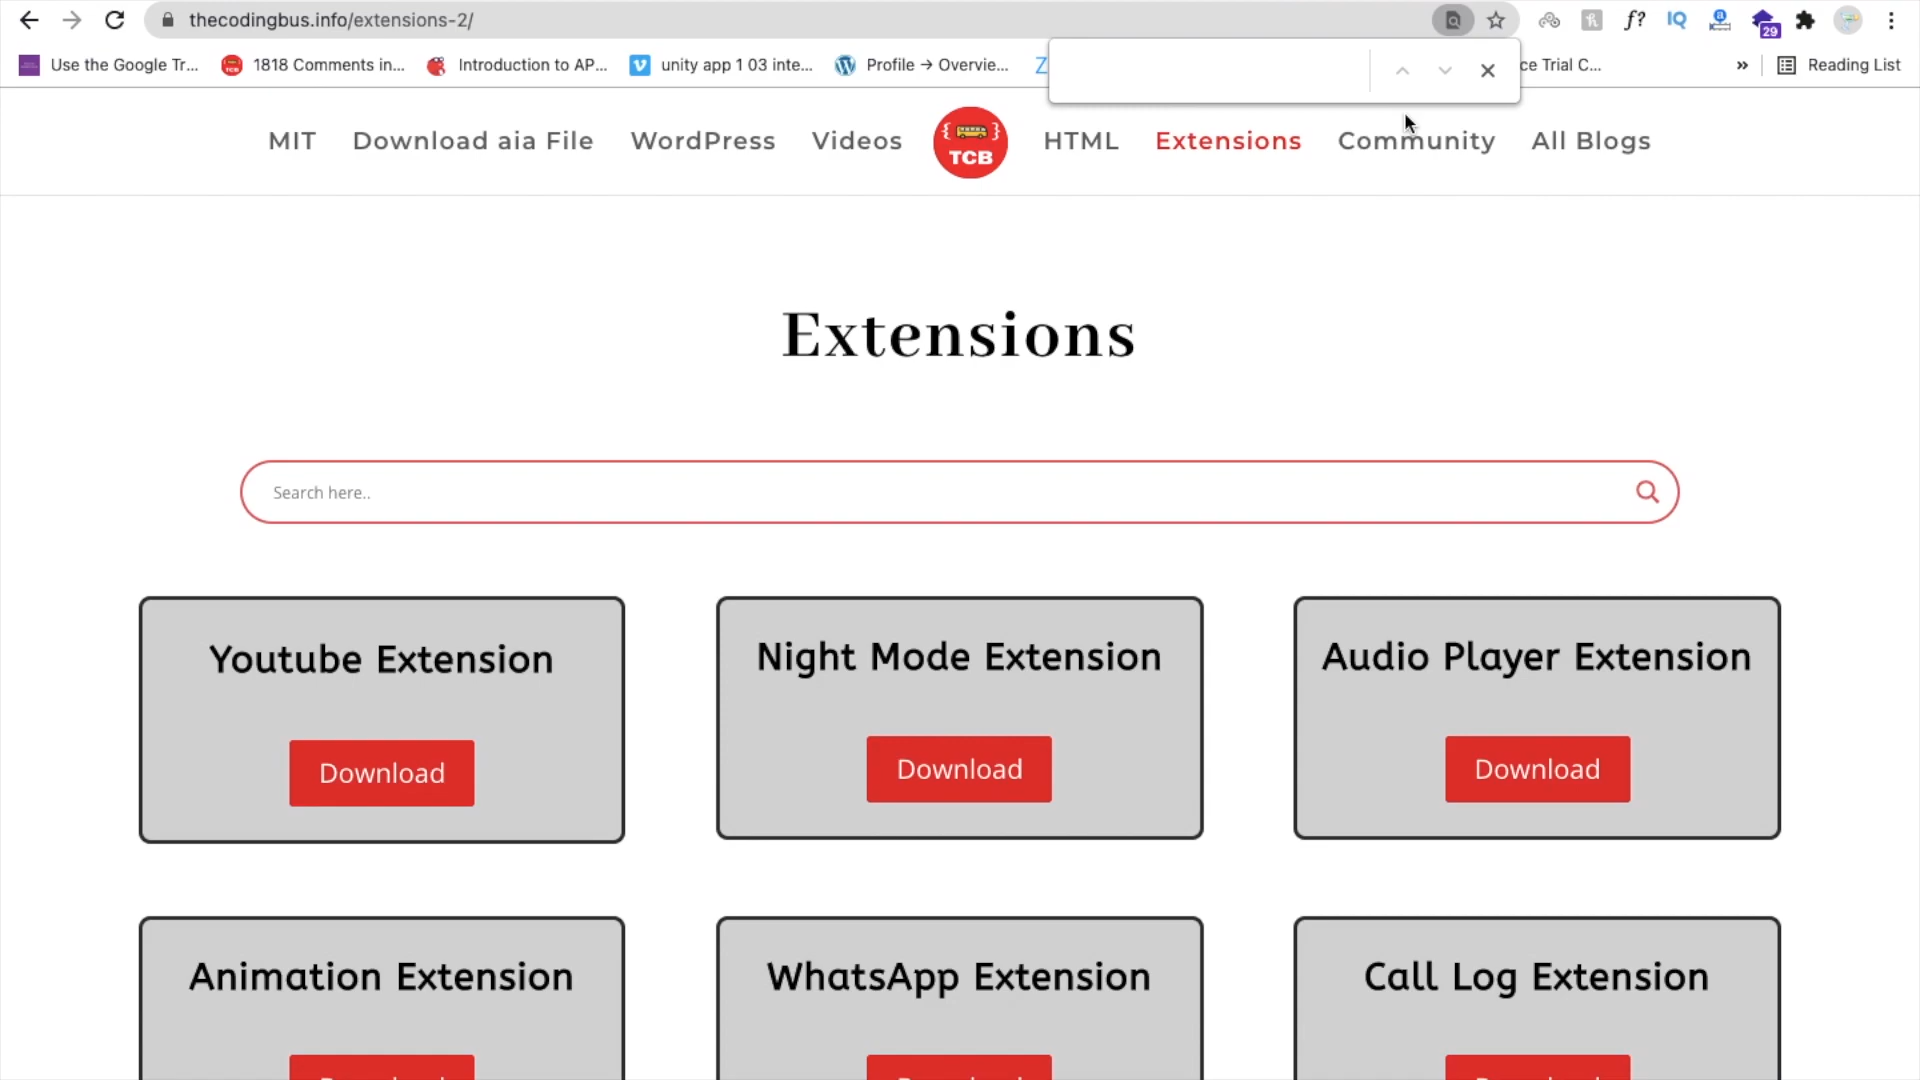 thecodingbus.info/extensions-2/
f?
IQ
29
Use the Google Tr...
1818 Comments in...
Introduction to AP...
unity app 1 03 inte...
Profile → Overvie...
ce Trial C...
»
Reading List
MIT
Download aia File
WordPress
Videos
{ }
TCB
HTML
Extensions
Community
All Blogs
Extensions
Search here..
Youtube Extension
Night Mode Extension
Audio Player Extension
Download
Download
Download
Animation Extension
WhatsApp Extension
Call Log Extension